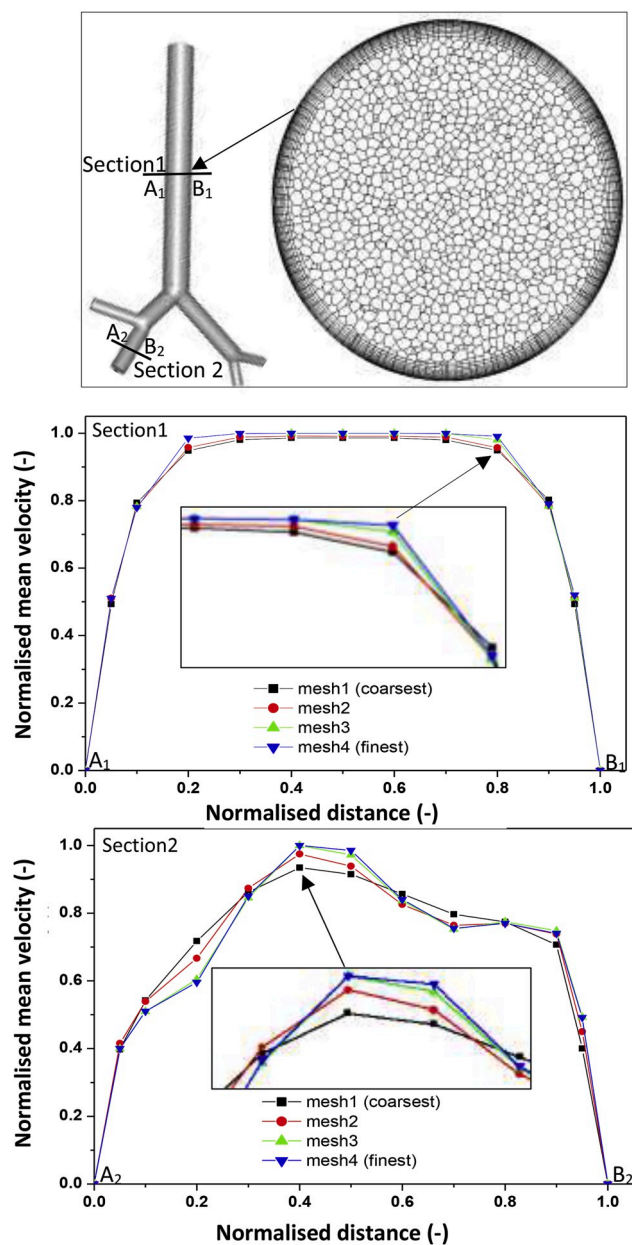 Section1
A1 B1
A2 B2
Section 2
Section1
Normalised mean velocity (-)
1.0
0.8
0.6
0.4
0.2
0.0
mesh1 (coarsest)
mesh2
mesh3
mesh4 (finest)
A1 B1
0.0 0.2 0.4 0.6 0.8 1.0
Normalised distance (-)
Section2
Normalised mean velocity (-)
1.0
0.8
0.6
0.4
0.2
0.0
mesh1 (coarsest)
mesh2
mesh3
mesh4 (finest)
A2 B2
0.0 0.2 0.4 0.6 0.8 1.0
Normalised distance (-)